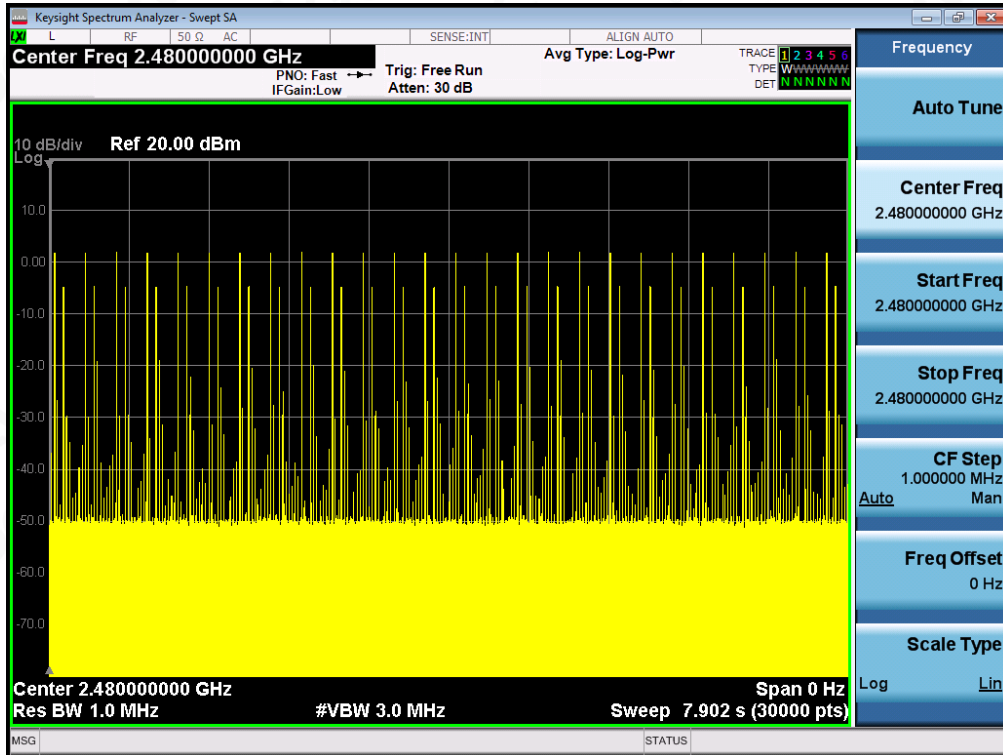 Keysight Spectrum Analyzer - Swept SA
LXI L RF 50 Ω AC SENSE:INT ALIGN AUTO
Center Freq 2.480000000 GHz
PNO: Fast
IFGain:Low
Trig: Free Run
Atten: 30 dB
Avg Type: Log-Pwr
TRACE 1 2 3 4 5 6
TYPE WWWWWW
DET N N N N N N
10 dB/div Ref 20.00 dBm
Log
10.0
0.00
-10.0
-20.0
-30.0
-40.0
-50.0
-60.0
-70.0
Center 2.480000000 GHz Span 0 Hz
Res BW 1.0 MHz #VBW 3.0 MHz Sweep 7.902 s (30000 pts)
MSG STATUS
Frequency
Auto Tune
Center Freq
2.480000000 GHz
Start Freq
2.480000000 GHz
Stop Freq
2.480000000 GHz
CF Step
1.000000 MHz
Auto Man
Freq Offset
0 Hz
Scale Type
Log Lin